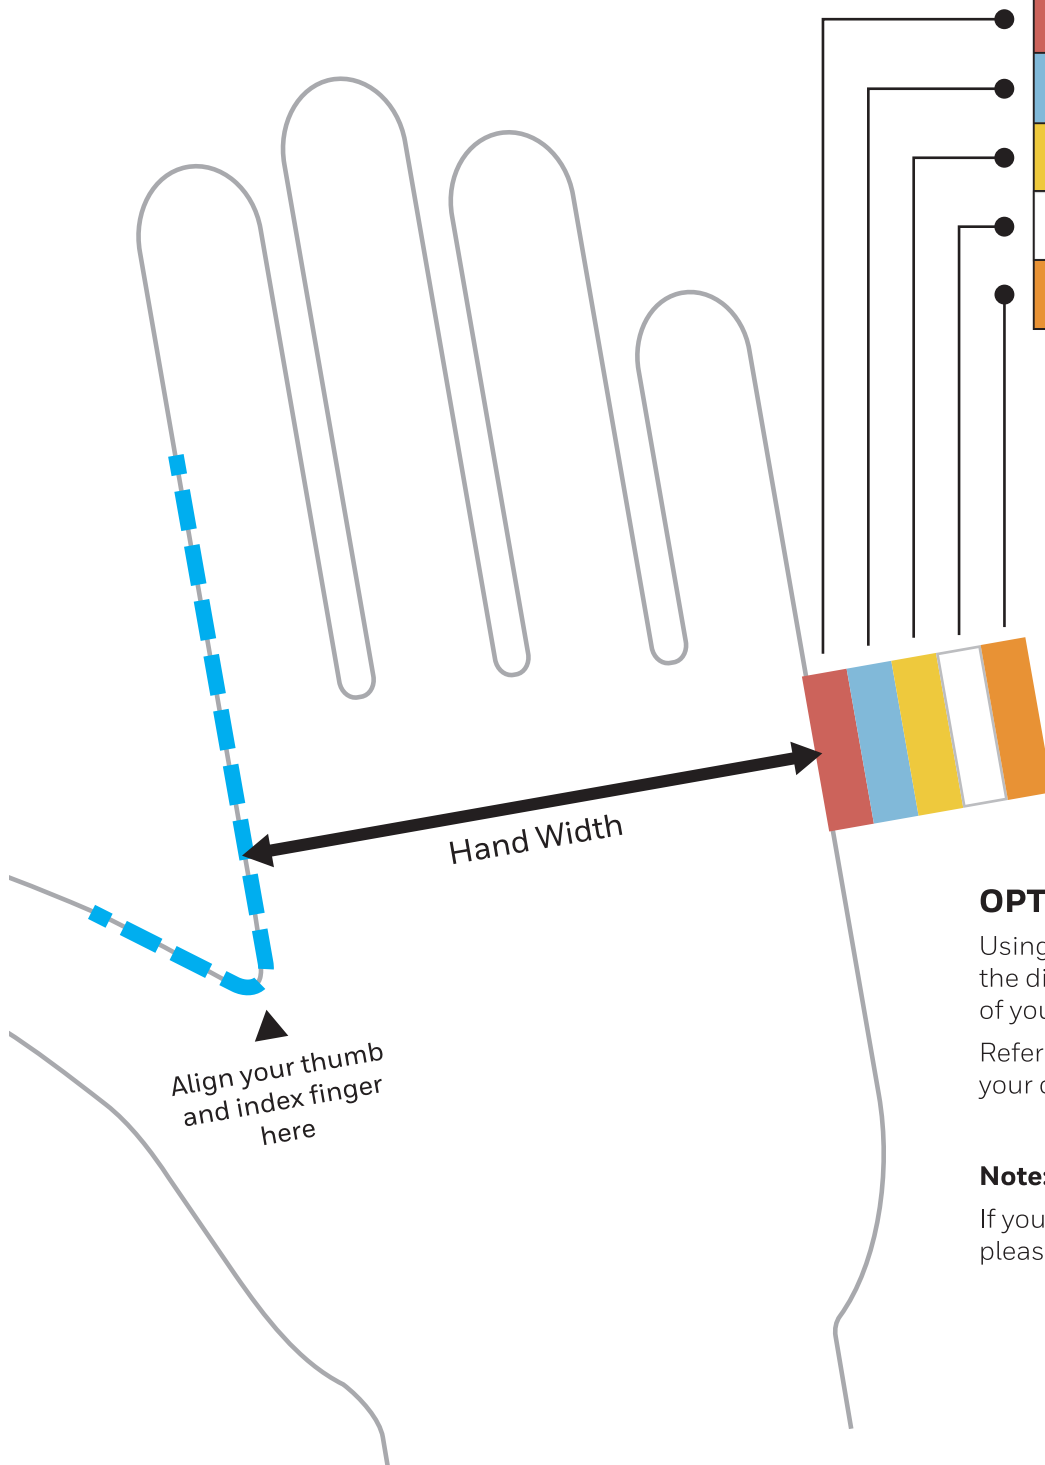 Hand Width
Align your thumb
and index finger
here
OPT
Using
the di
of you
Refer
your
Note:
If you
pleas